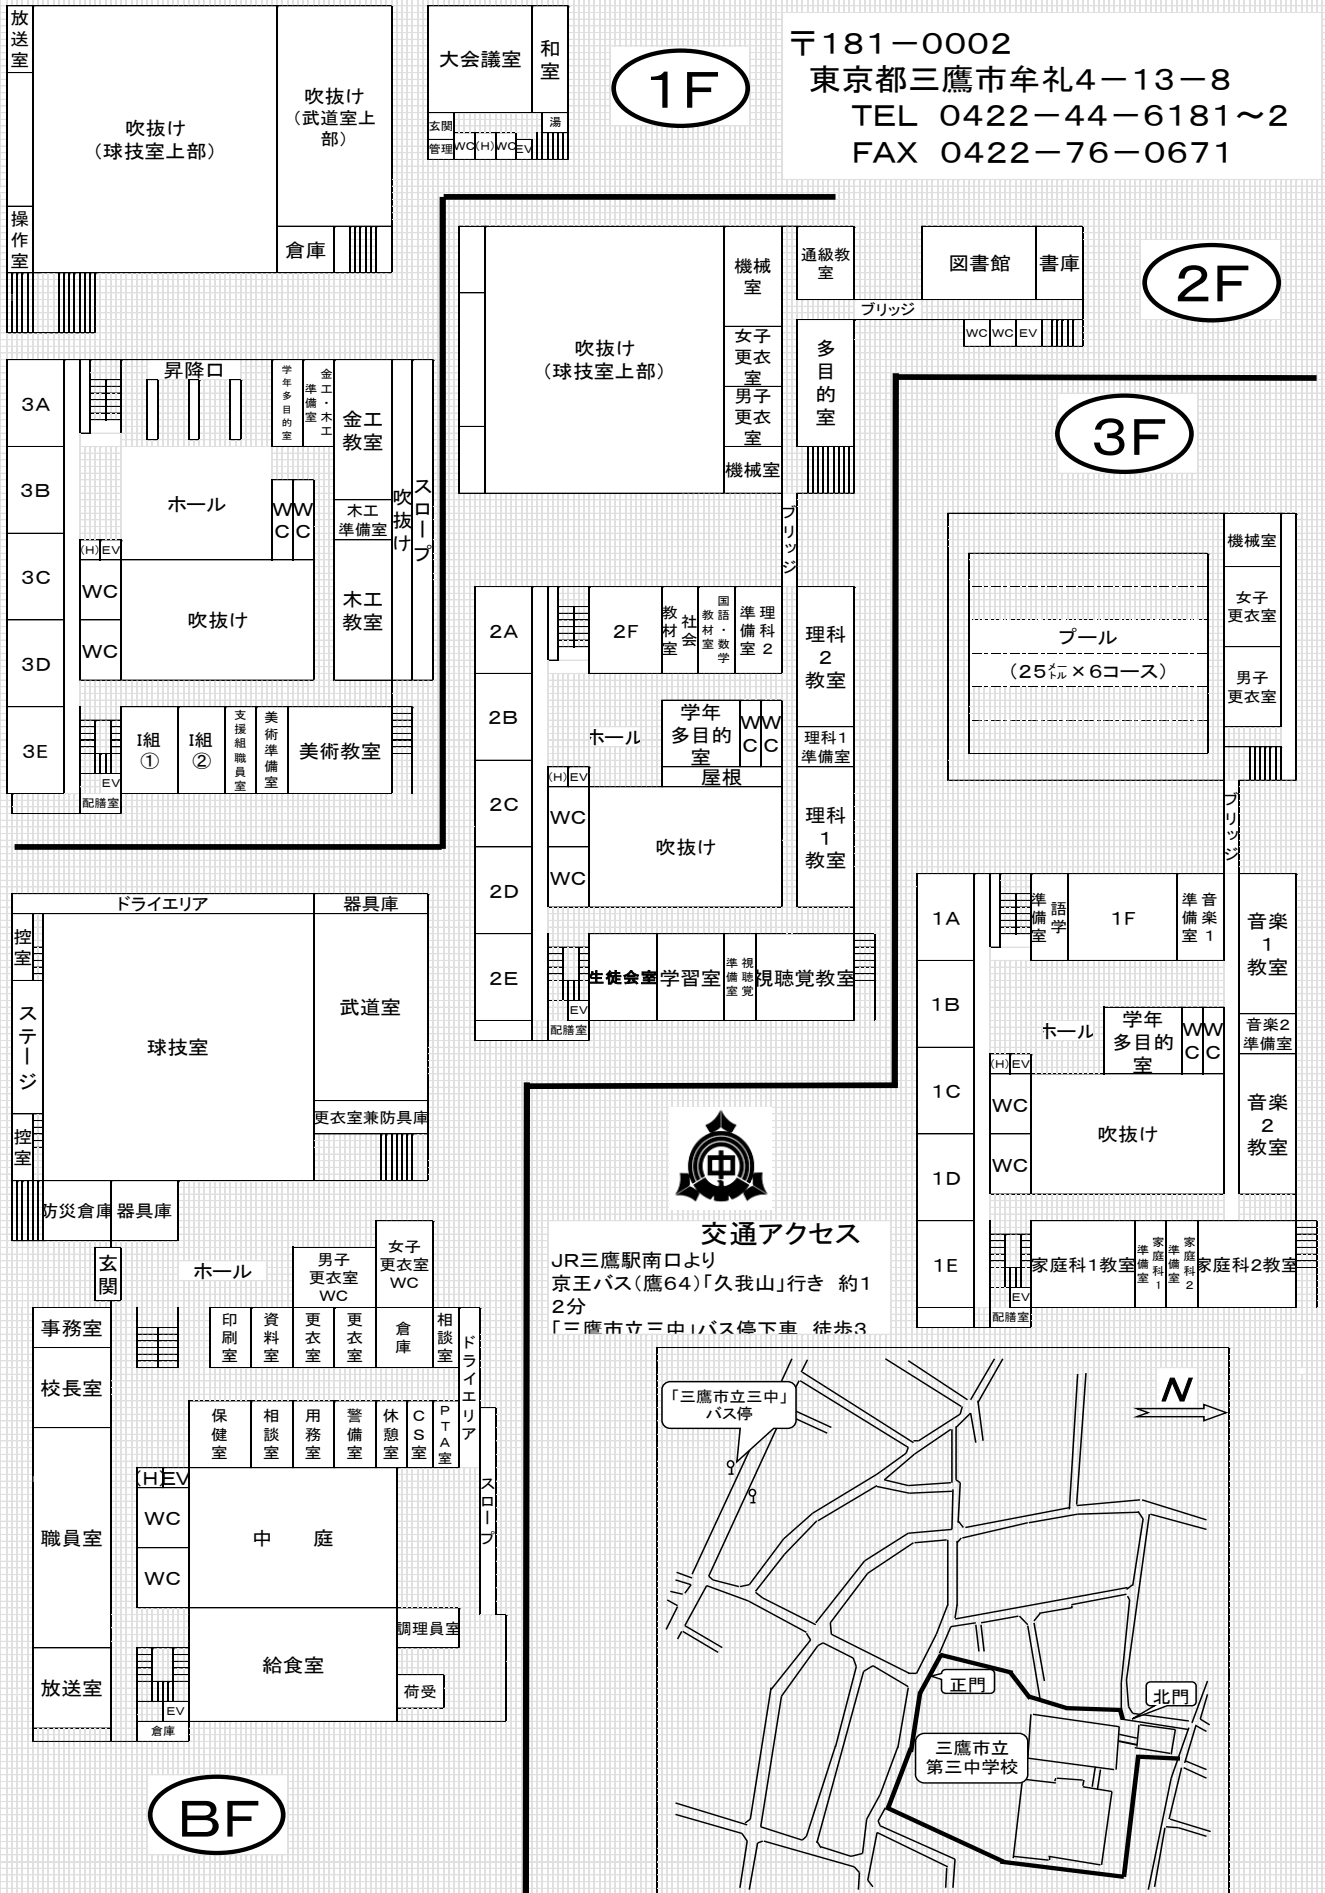 放送室
吹抜け
(球技室上部)
吹抜け
(武道室上部)
操作室
倉庫
大会議室
和室
玄関
湯
管理
WC
(H)
WC
EV
1F
〒181－0002
東京都三鷹市牟礼4－13－8
TEL 0422－44－6181～2
FAX 0422－76－0671
3A
3B
3C
3D
3E
昇降口
学年多目的室
金工・木工準備室
金工教室
ホール
WC
WC
木工準備室
吹抜け
スロープ
(H)
EV
WC
WC
吹抜け
木工教室
I組①
I組②
支援組職員室
美術準備室
美術教室
EV
配膳室
2F
吹抜け
(球技室上部)
機械室
女子更衣室
男子更衣室
機械室
通級教室
ブリッジ
多目的室
図書館
書庫
WC
WC
EV
ブリッジ
2A
2B
2C
2D
2E
2F
社会教材室
国語・数学教材室
理科2準備室
理科2教室
ホール
学年多目的室
WC
WC
理科1準備室
屋根
(H)
EV
WC
WC
吹抜け
理科1教室
生徒会室
学習室
視聴覚準備室
視聴覚教室
EV
配膳室
3F
プール
(25メートル×6コース)
機械室
女子更衣室
男子更衣室
ブリッジ
1A
1B
1C
1D
1E
語学準備室
1F
音楽1準備室
音楽1教室
ホール
学年多目的室
WC
WC
音楽2準備室
(H)
EV
WC
WC
吹抜け
音楽2教室
家庭科1教室
家庭科1準備室
家庭科2準備室
家庭科2教室
EV
配膳室
ドライエリア
器具庫
控室
ステージ
控室
球技室
武道室
更衣室兼防具庫
防災倉庫
器具庫
玄関
ホール
男子更衣室WC
女子更衣室WC
事務室
校長室
職員室
放送室
印刷室
資料室
更衣室
更衣室
倉庫
相談室
ドライエリア
保健室
相談室
用務室
警備室
休憩室
CS室
PTA室
スロープ
(H)
EV
WC
WC
中庭
調理員室
給食室
荷受
EV
倉庫
BF
中
交通アクセス
JR三鷹駅南口より
京王バス(鷹64)「久我山」行き 約1
2分
「三鷹市立三中」バス停下車 徒歩3
「三鷹市立三中」
バス停
N
正門
北門
三鷹市立
第三中学校